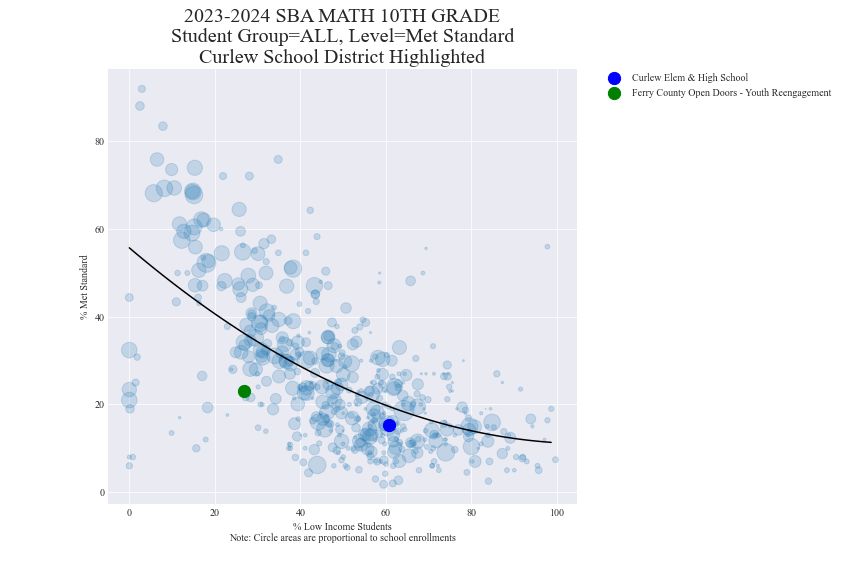 2023-2024 SBA MATH 10TH GRADE
Student Group=ALL, Level=Met Standard
Curlew School District Highlighted
Curlew Elem & High School
Ferry County Open Doors - Youth Reengagement
% Met Standard
80
60
40
20
0
0 20 40 60 80 100
% Low Income Students
Note: Circle areas are proportional to school enrollments